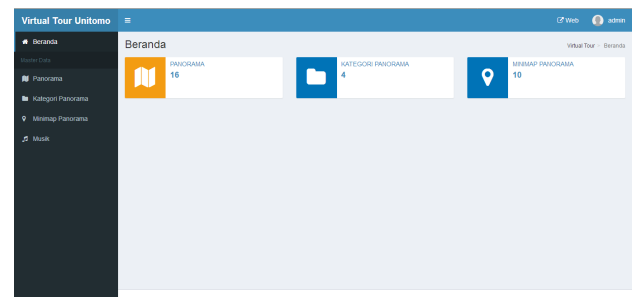 Virtual Tour Unitomo
Web
admin
Beranda
Master Data
Panorama
Kategori Panorama
Minimap Panorama
Musik
Beranda
Virtual Tour > Beranda
PANORAMA
16
KATEGORI PANORAMA
4
MINIMAP PANORAMA
10